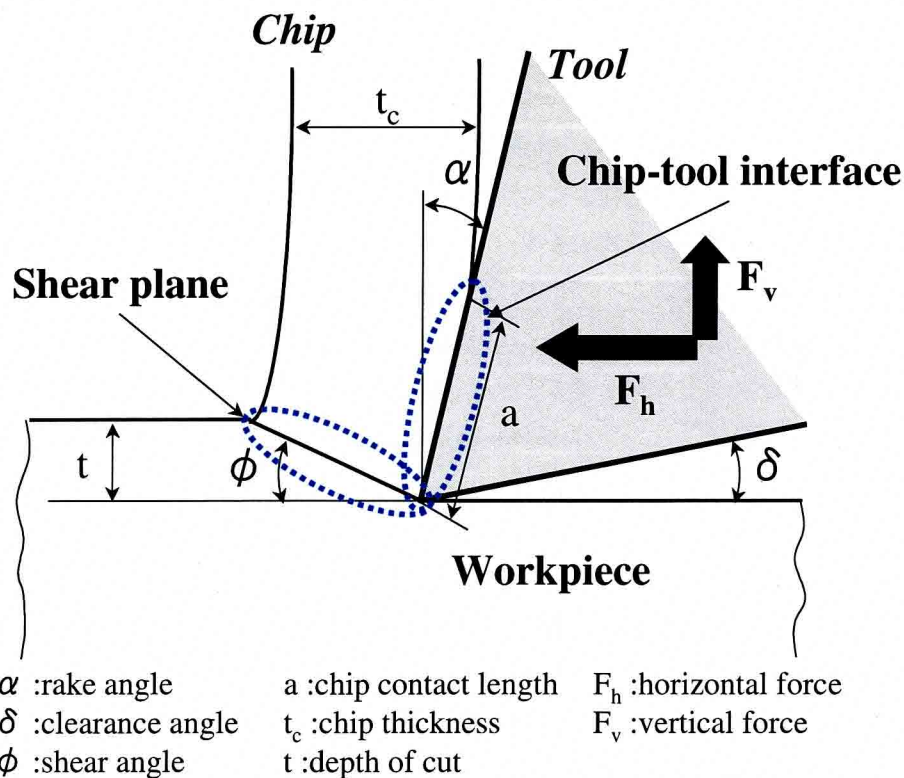 Chip
Tool
t_c
α
Chip-tool interface
Shear plane
F_v
F_h
a
t
ϕ
δ
Workpiece
α :rake angle a :chip contact length F_h :horizontal force
δ :clearance angle t_c :chip thickness F_v :vertical force
ϕ :shear angle t :depth of cut